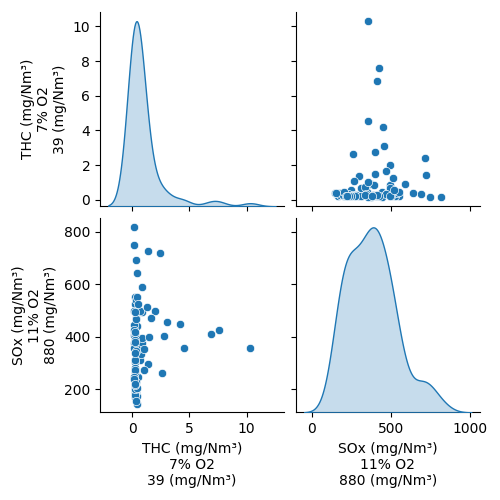 10
8
6
4
2
0
THC (mg/Nm³)
7% O2
39 (mg/Nm³)
800
600
400
200
SOx (mg/Nm³)
11% O2
880 (mg/Nm³)
0 5 10
THC (mg/Nm³)
7% O2
39 (mg/Nm³)
0 500 1000
SOx (mg/Nm³)
11% O2
880 (mg/Nm³)